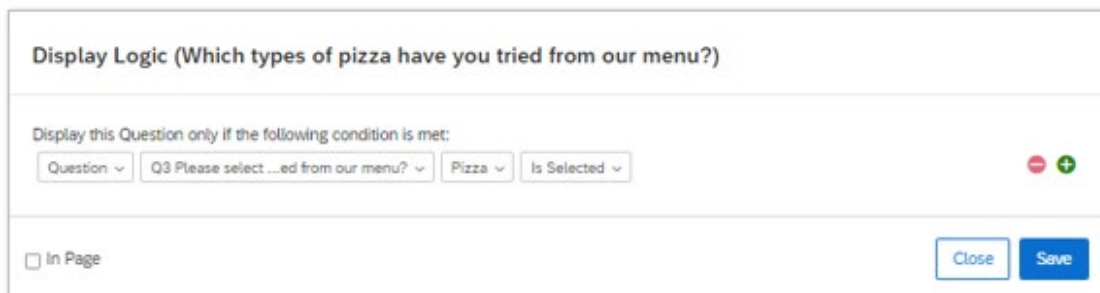 Display Logic (Which types of pizza have you tried from our menu?)
Display this Question only if the following condition is met:
Question Q3 Please select ...ed from our menu? Pizza Is Selected
In Page Close Save